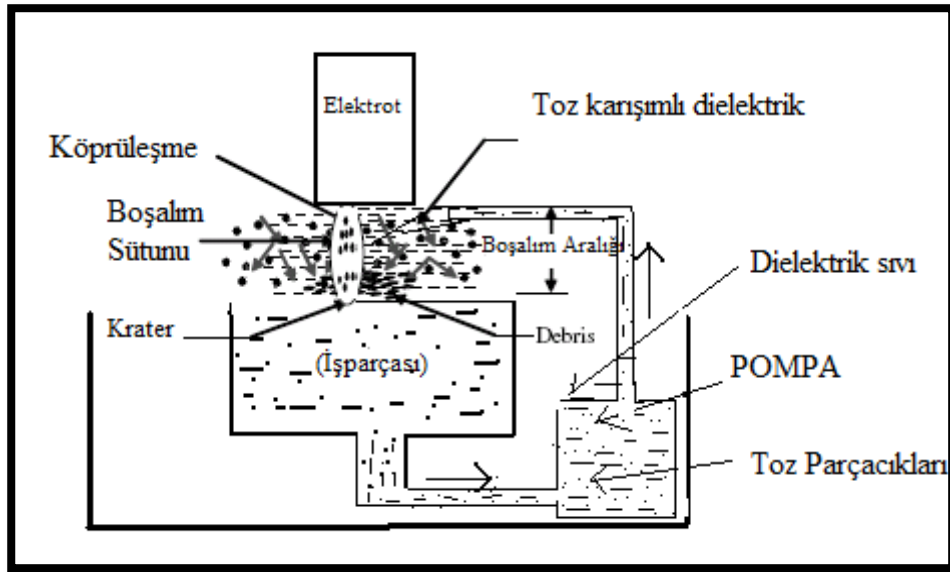 Elektrot
Toz karışımlı dielektrik
Köprüleşme
Boşalım
Sütunu
Boşalım Aralığı
Dielektrik sıvı
Krater
Debris
(İşparçası)
POMPA
Toz Parçacıkları